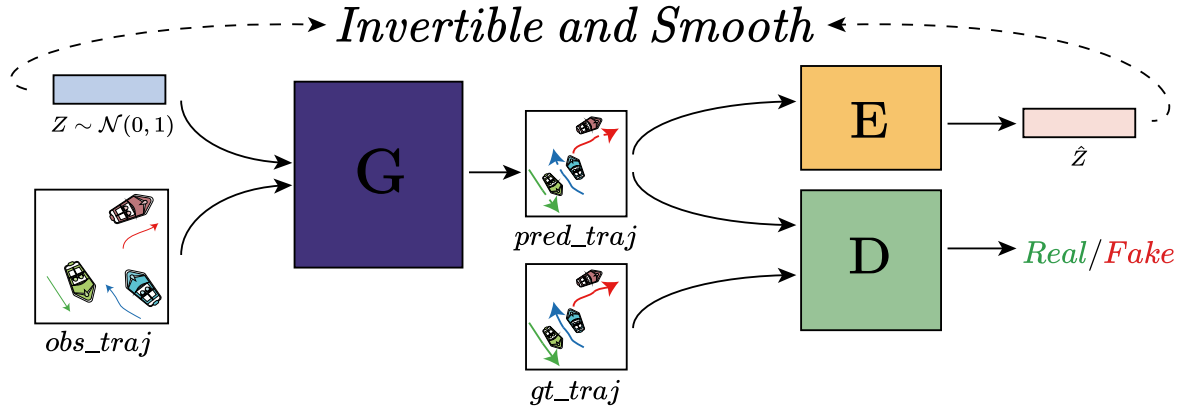 Invertible and Smooth
Z ∼ 𝒩(0, 1)
obs_traj
G
pred_traj
gt_traj
E
D
Ẑ
Real/Fake